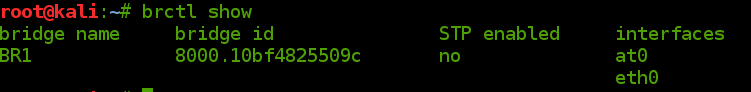 root@kali:~# brctl show
bridge name bridge id STP enabled interfaces
BR1 8000.10bf4825509c no at0
eth0